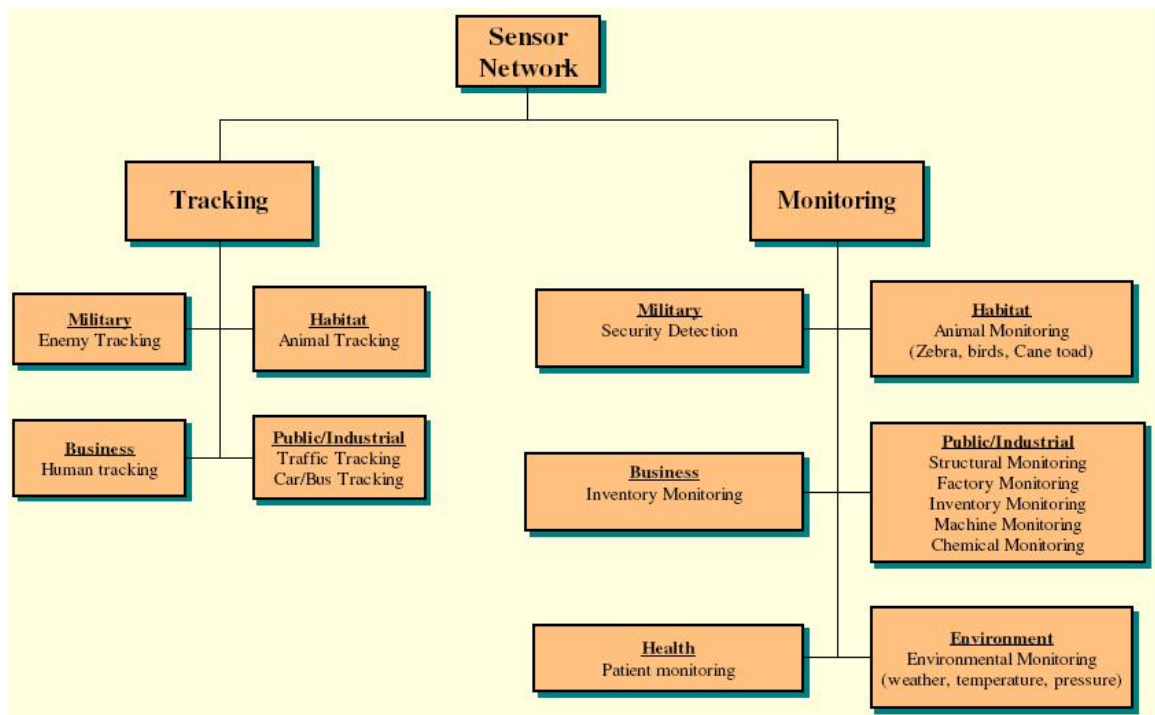 Sensor
Network
Tracking
Monitoring
Military
Enemy Tracking
Habitat
Animal Tracking
Business
Human tracking
Public/Industrial
Traffic Tracking
Car/Bus Tracking
Military
Security Detection
Habitat
Animal Monitoring
(Zebra, birds, Cane toad)
Business
Inventory Monitoring
Public/Industrial
Structural Monitoring
Factory Monitoring
Inventory Monitoring
Machine Monitoring
Chemical Monitoring
Health
Patient monitoring
Environment
Environmental Monitoring
(weather, temperature, pressure)